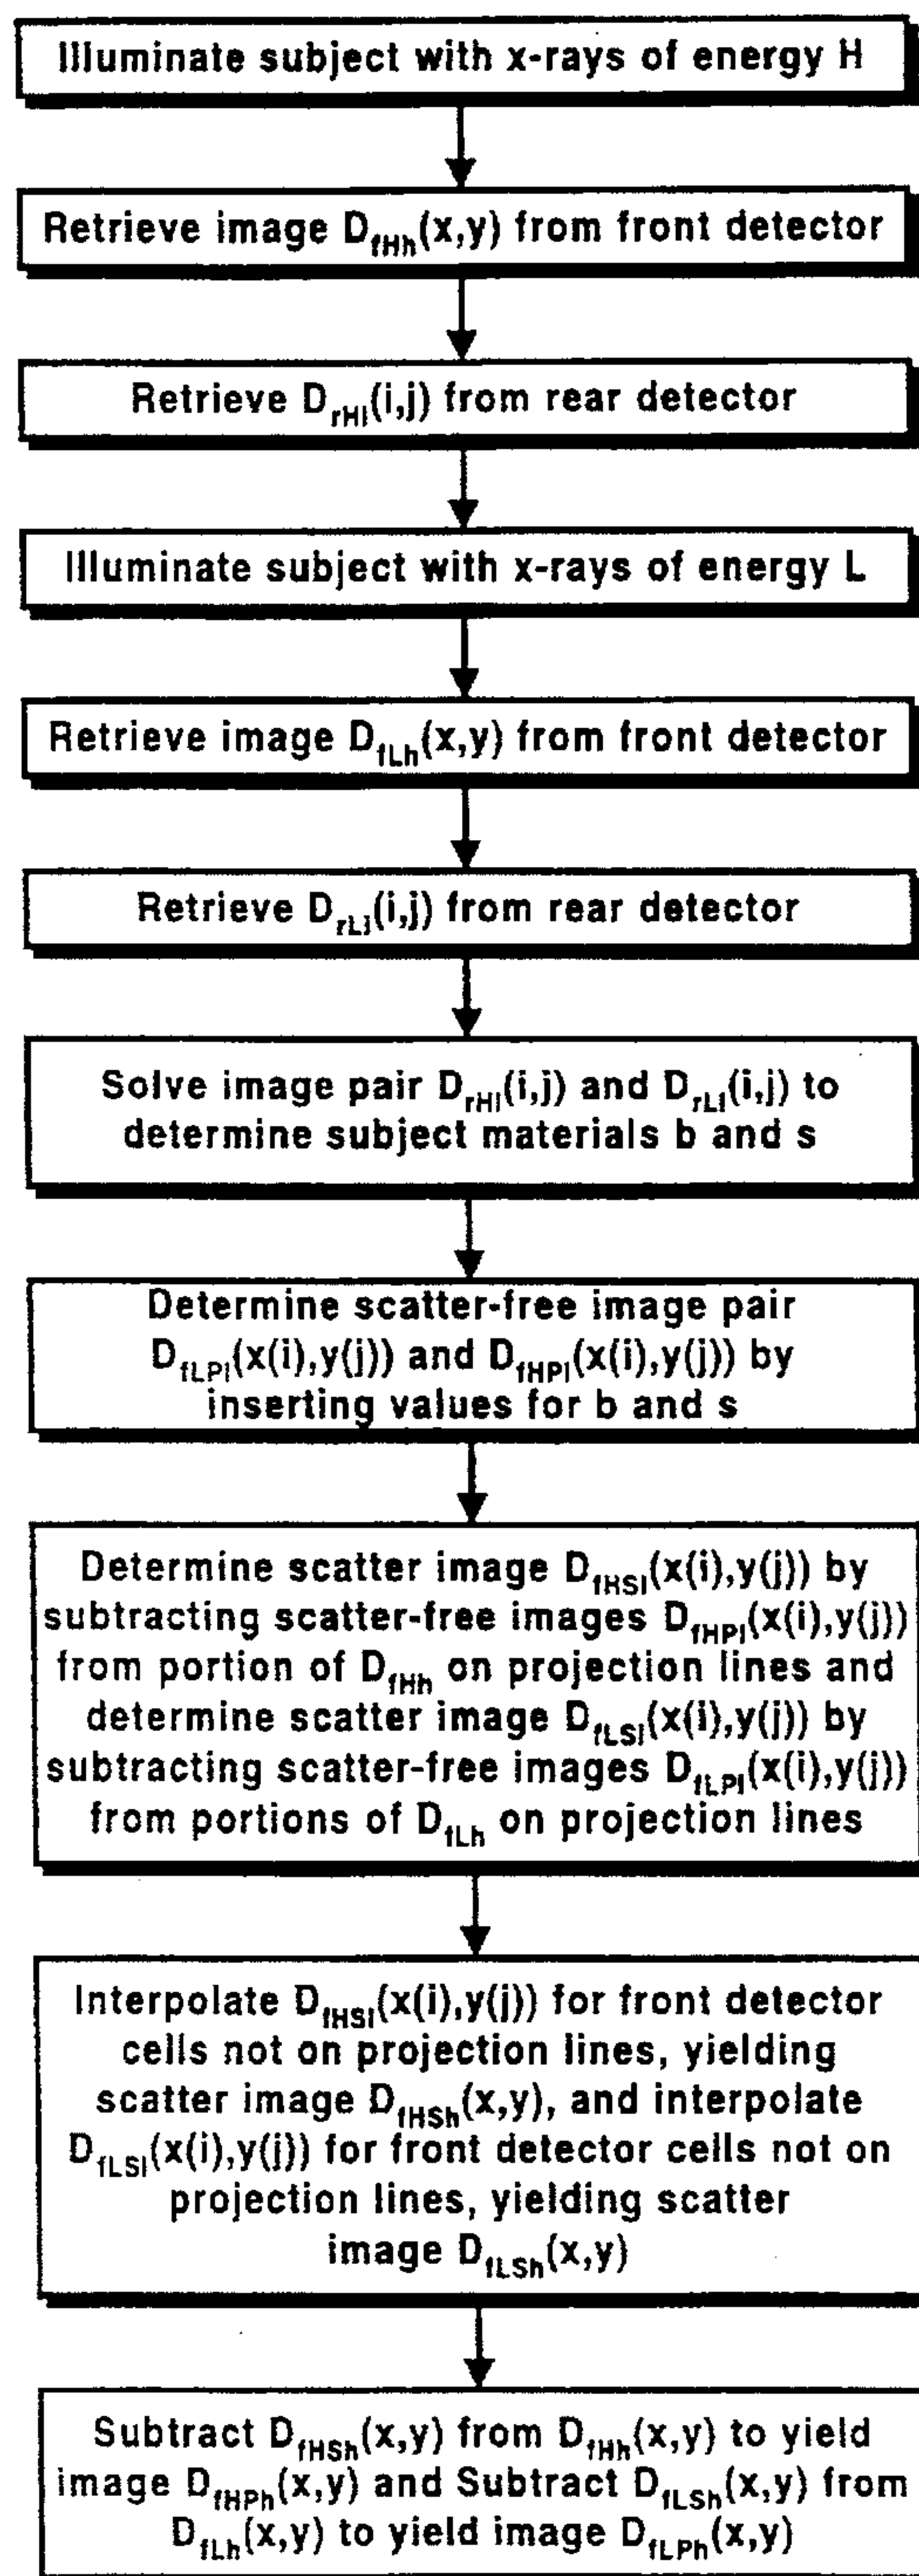 Illuminate subject with x-rays of energy H
Retrieve image D_fHh(x,y) from front detector
Retrieve D_rHl(i,j) from rear detector
Illuminate subject with x-rays of energy L
Retrieve image D_fLh(x,y) from front detector
Retrieve D_rLl(i,j) from rear detector
Solve image pair D_rHl(i,j) and D_rLl(i,j) to
determine subject materials b and s
Determine scatter-free image pair
D_fLPl(x(i),y(j)) and D_fHPl(x(i),y(j)) by
inserting values for b and s
Determine scatter image D_fHSl(x(i),y(j)) by
subtracting scatter-free images D_fHPl(x(i),y(j))
from portion of D_fHh on projection lines and
determine scatter image D_fLSl(x(i),y(j)) by
subtracting scatter-free images D_fLPl(x(i),y(j))
from portions of D_fLh on projection lines
Interpolate D_fHSl(x(i),y(j)) for front detector
cells not on projection lines, yielding
scatter image D_fHSh(x,y), and interpolate
D_fLSl(x(i),y(j)) for front detector cells not on
projection lines, yielding scatter
image D_fLSh(x,y)
Subtract D_fHSh(x,y) from D_fHh(x,y) to yield
image D_fHPh(x,y) and Subtract D_fLSh(x,y) from
D_fLh(x,y) to yield image D_fLPh(x,y)